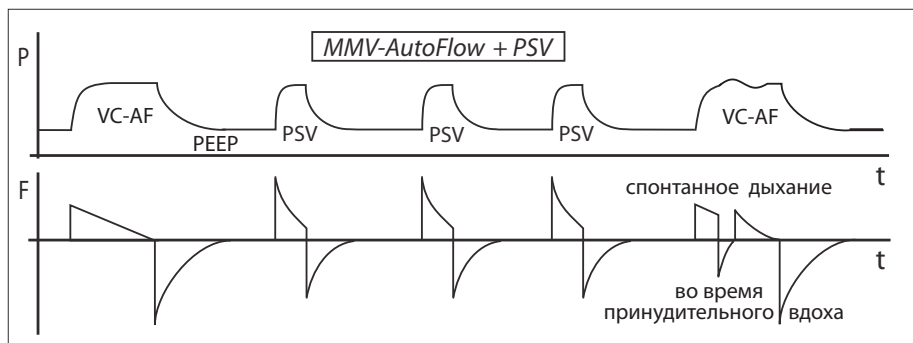 MMV-AutoFlow + PSV
P
VC-AF
PEEP
PSV
PSV
PSV
VC-AF
t
F
спонтанное дыхание
t
во время
принудительного вдоха